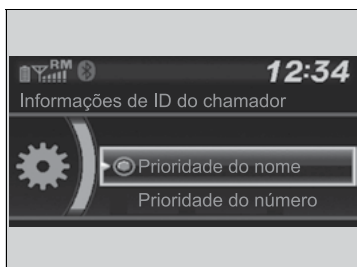 RM
12:34
Informações de ID do chamador
Prioridade do nome
Prioridade do número